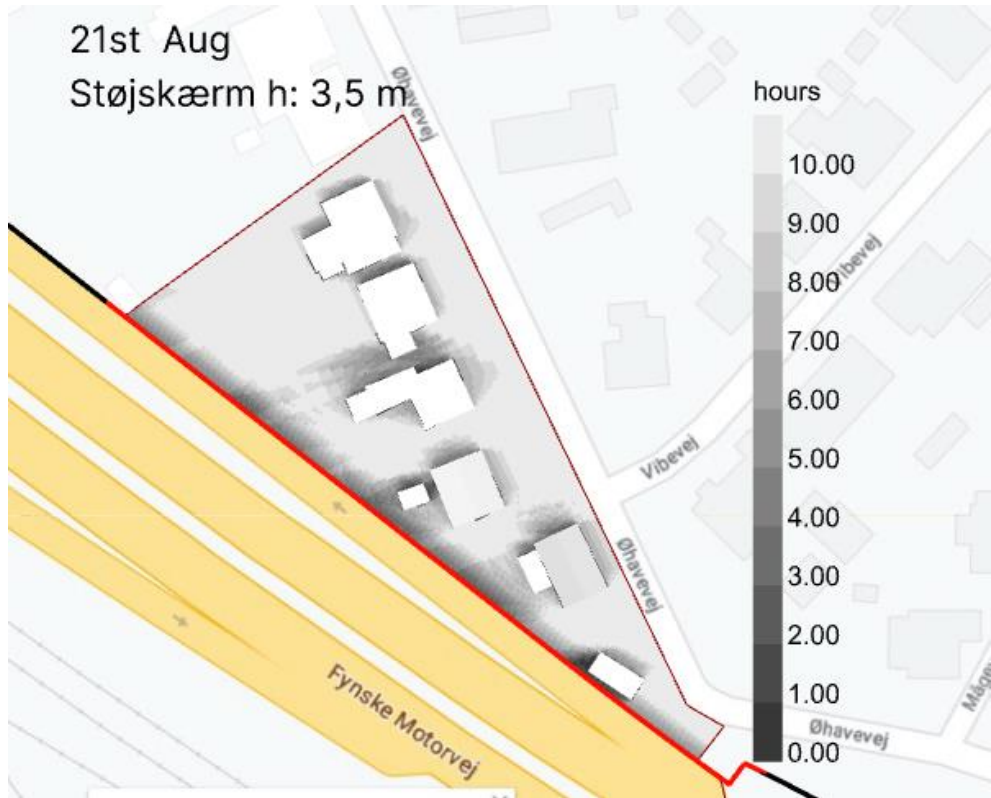 21st Aug
Støjskærm h: 3,5 m
hours
10.00
9.00
8.00
7.00
6.00
5.00
4.00
3.00
2.00
1.00
0.00
Øhavevej
Vibevej
Vibevej
Øhavevej
Øhavevej
Fynske Motorvej